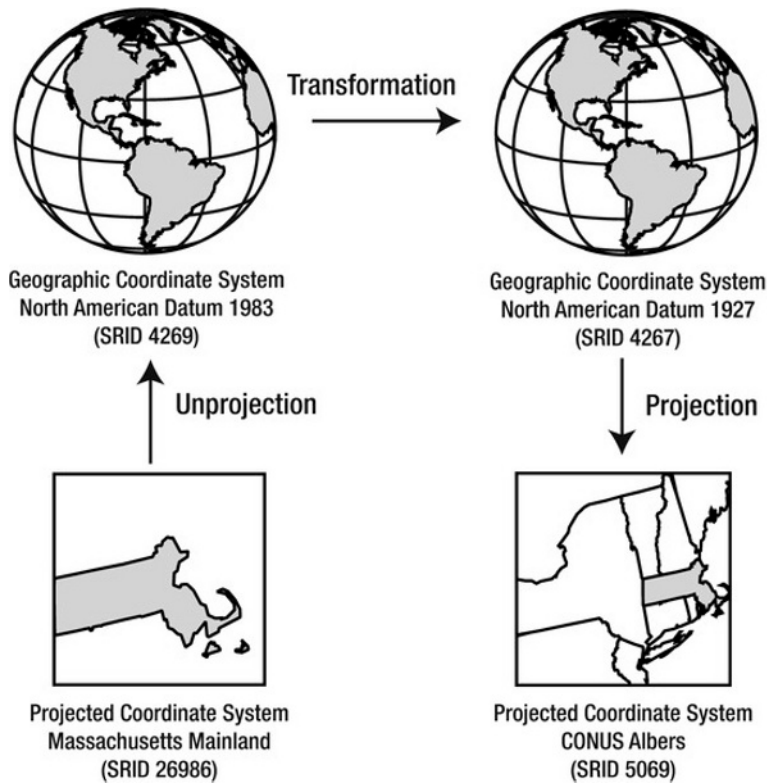 Transformation
Geographic Coordinate System
North American Datum 1983
(SRID 4269)
Geographic Coordinate System
North American Datum 1927
(SRID 4267)
Unprojection
Projection
Projected Coordinate System
Massachusetts Mainland
(SRID 26986)
Projected Coordinate System
CONUS Albers
(SRID 5069)